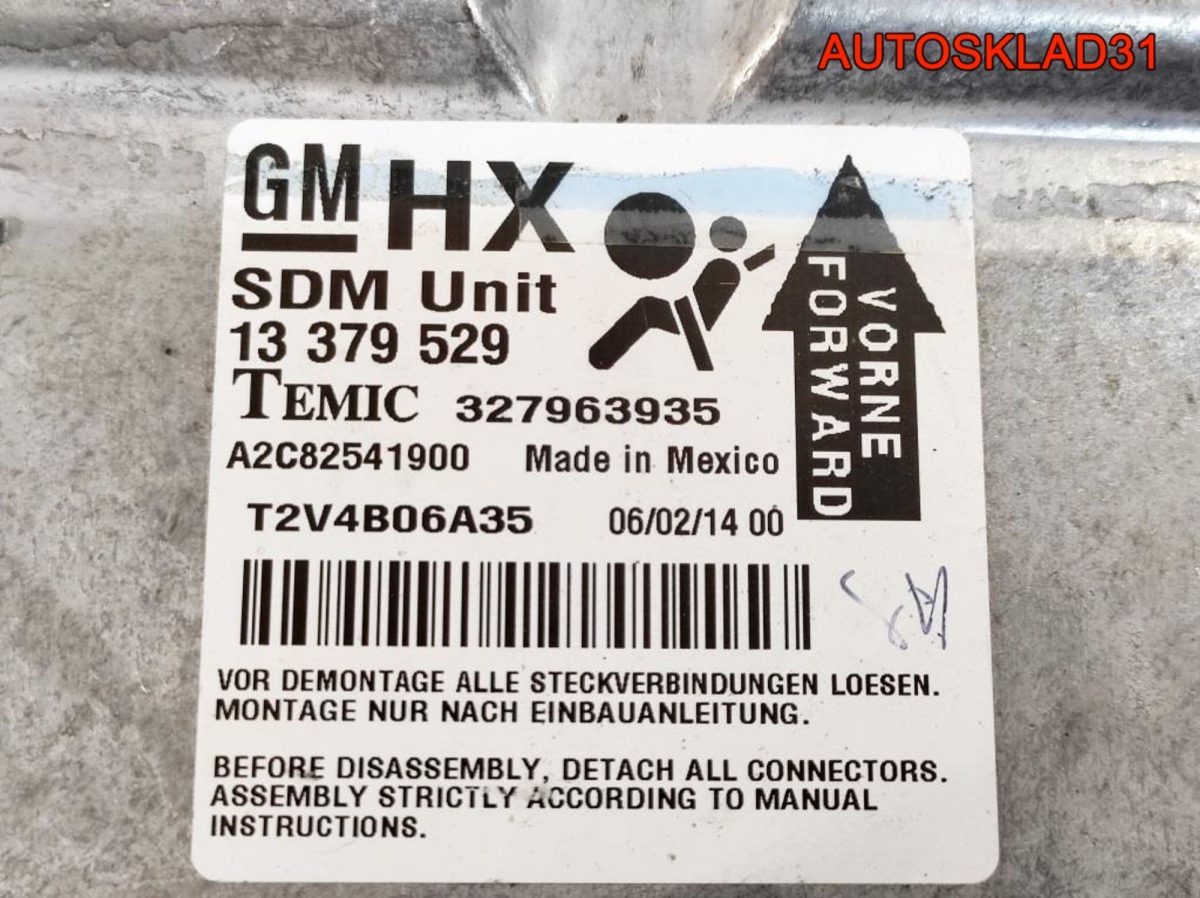 AUTOSKLAD31
GM HX
SDM Unit
13 379 529
TEMIC 327963935
A2C82541900 Made in Mexico
T2V4B06A35 06/02/14 00
VORNE
FORWARD
VOR DEMONTAGE ALLE STECKVERBINDUNGEN LOESEN.
MONTAGE NUR NACH EINBAUANLEITUNG.
BEFORE DISASSEMBLY, DETACH ALL CONNECTORS.
ASSEMBLY STRICTLY ACCORDING TO MANUAL
INSTRUCTIONS.